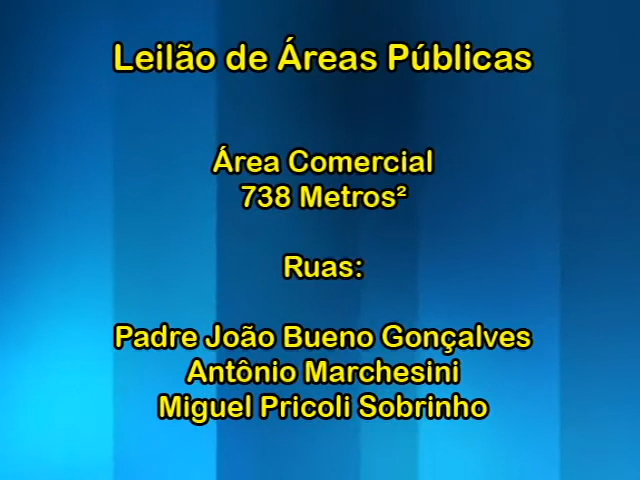 Leilão de Áreas Públicas
Área Comercial
738 Metros²
Ruas:
Padre João Bueno Gonçalves
Antônio Marchesini
Miguel Pricoli Sobrinho